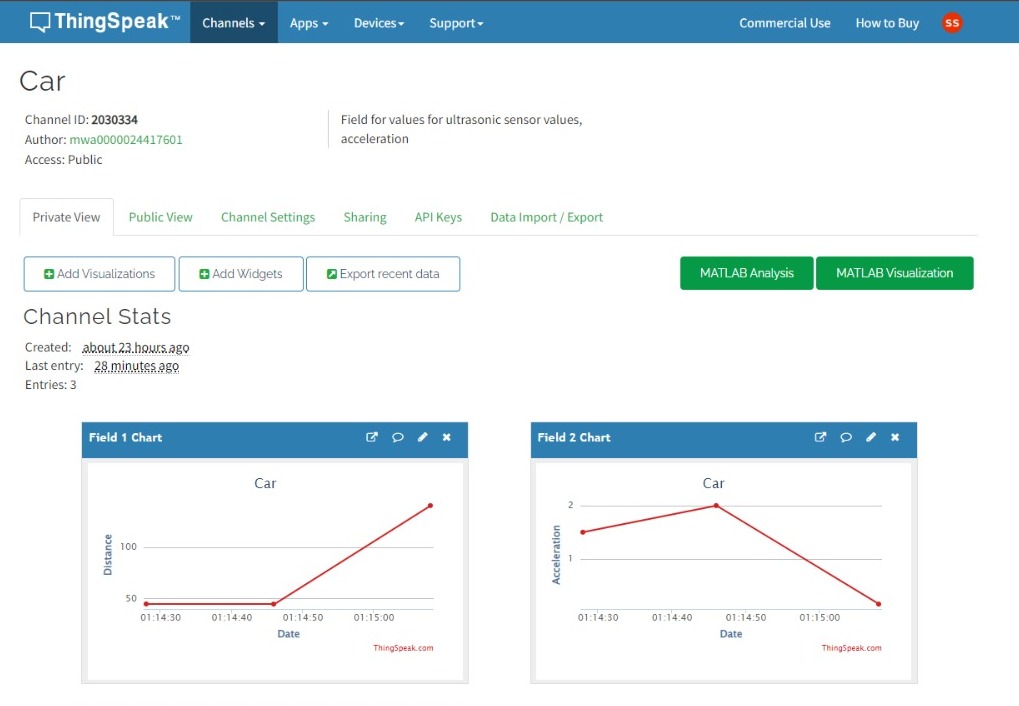 ThingSpeak™ Channels Apps Devices Support Commercial Use How to Buy SS
Car
Channel ID: 2030334
Author: mwa0000024417601
Access: Public
Field for values for ultrasonic sensor values,
acceleration
Private View Public View Channel Settings Sharing API Keys Data Import / Export
Add Visualizations Add Widgets Export recent data MATLAB Analysis MATLAB Visualization
Channel Stats
Created: about 23 hours ago
Last entry: 28 minutes ago
Entries: 3
Field 1 Chart
Car
Distance
100
50
01:14:30 01:14:40 01:14:50 01:15:00
Date
ThingSpeak.com
Field 2 Chart
Car
Acceleration
2
1
01:14:30 01:14:40 01:14:50 01:15:00
Date
ThingSpeak.com